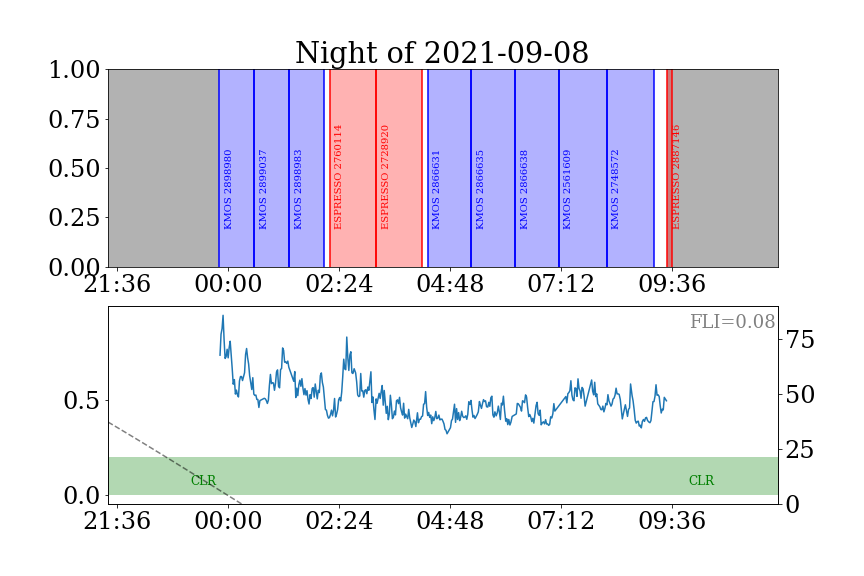 Night of 2021-09-08
1.00
0.75
0.50
0.25
0.00
KMOS 2898980
KMOS 2899037
KMOS 2898983
ESPRESSO 2760114
ESPRESSO 2728920
KMOS 2866631
KMOS 2866635
KMOS 2866638
KMOS 2561609
KMOS 2748572
ESPRESSO 2887146
21:36 00:00 02:24 04:48 07:12 09:36
FLI=0.08
0.5
0.0
75
50
25
0
CLR CLR
21:36 00:00 02:24 04:48 07:12 09:36